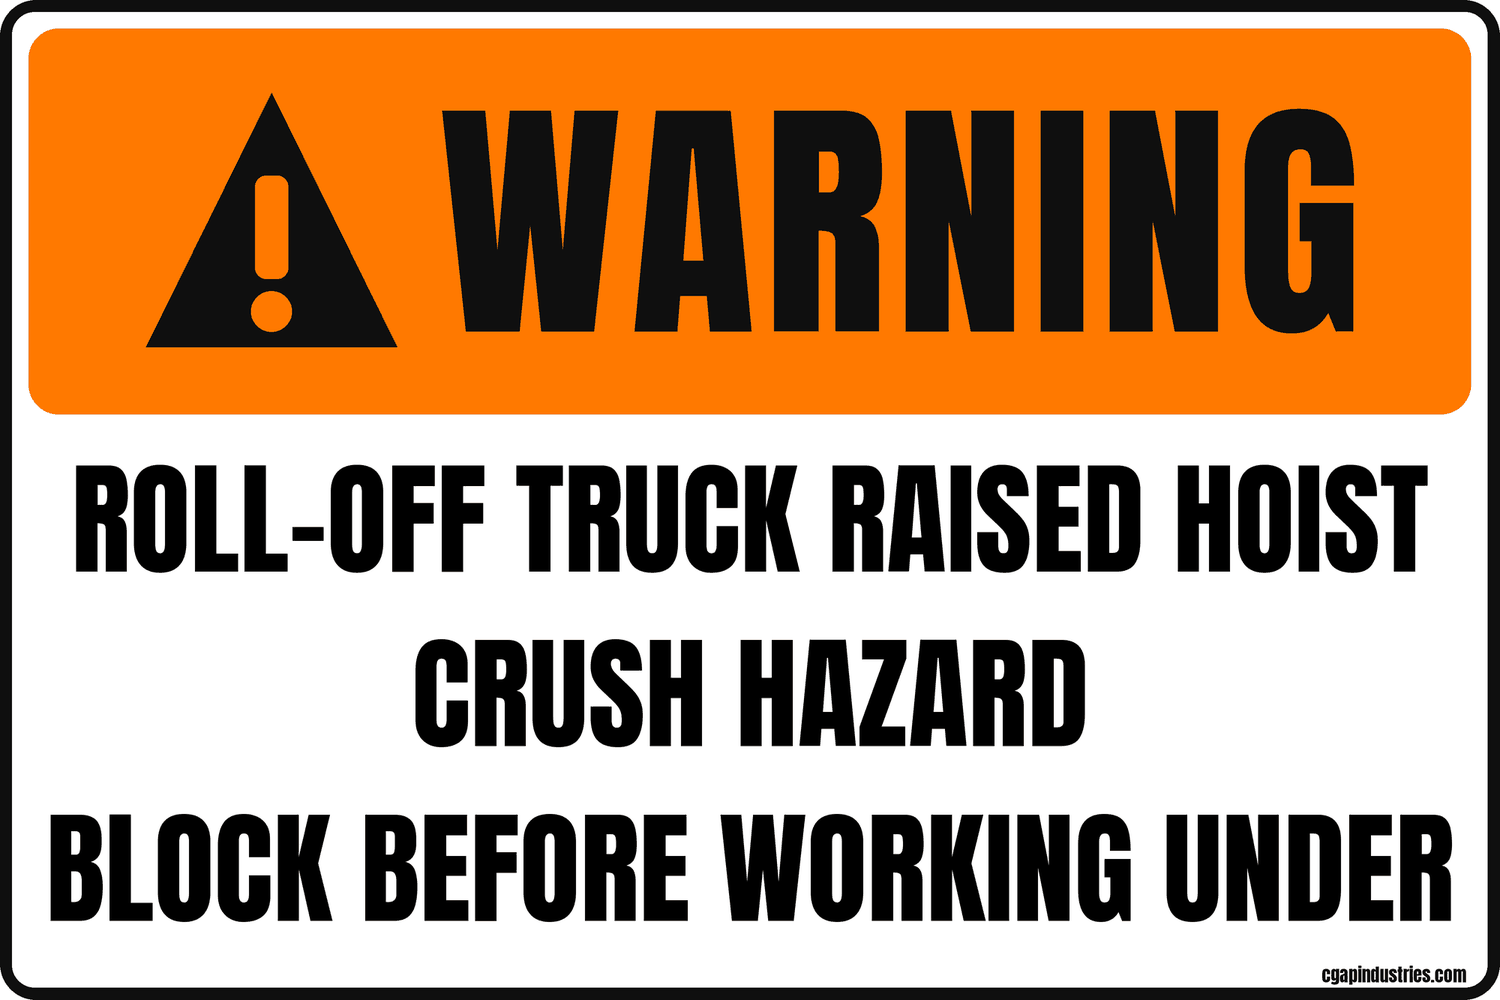 WARNING
ROLL-OFF TRUCK RAISED HOIST
CRUSH HAZARD
BLOCK BEFORE WORKING UNDER
cgapindustries.com